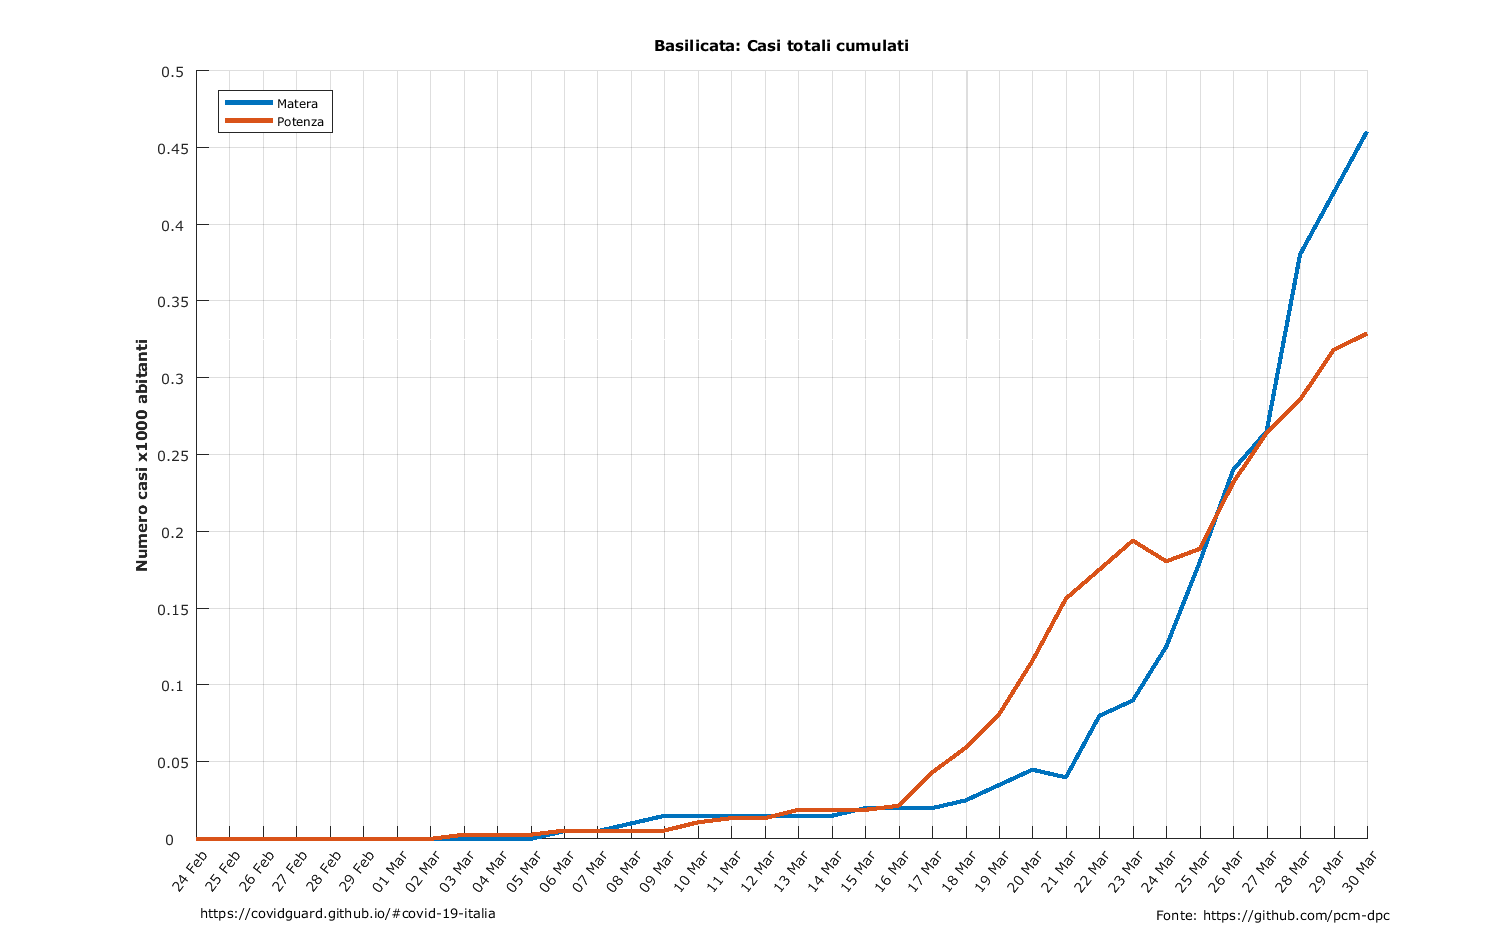 Basilicata: Casi totali cumulati
Matera
Potenza
Numero casi x1000 abitanti
0.5
0.45
0.4
0.35
0.3
0.25
0.2
0.15
0.1
0.05
0
24 Feb
25 Feb
26 Feb
27 Feb
28 Feb
29 Feb
01 Mar
02 Mar
03 Mar
04 Mar
05 Mar
06 Mar
07 Mar
08 Mar
09 Mar
10 Mar
11 Mar
12 Mar
13 Mar
14 Mar
15 Mar
16 Mar
17 Mar
18 Mar
19 Mar
20 Mar
21 Mar
22 Mar
23 Mar
24 Mar
25 Mar
26 Mar
27 Mar
28 Mar
29 Mar
30 Mar
https://covidguard.github.io/#covid-19-italia
Fonte: https://github.com/pcm-dpc